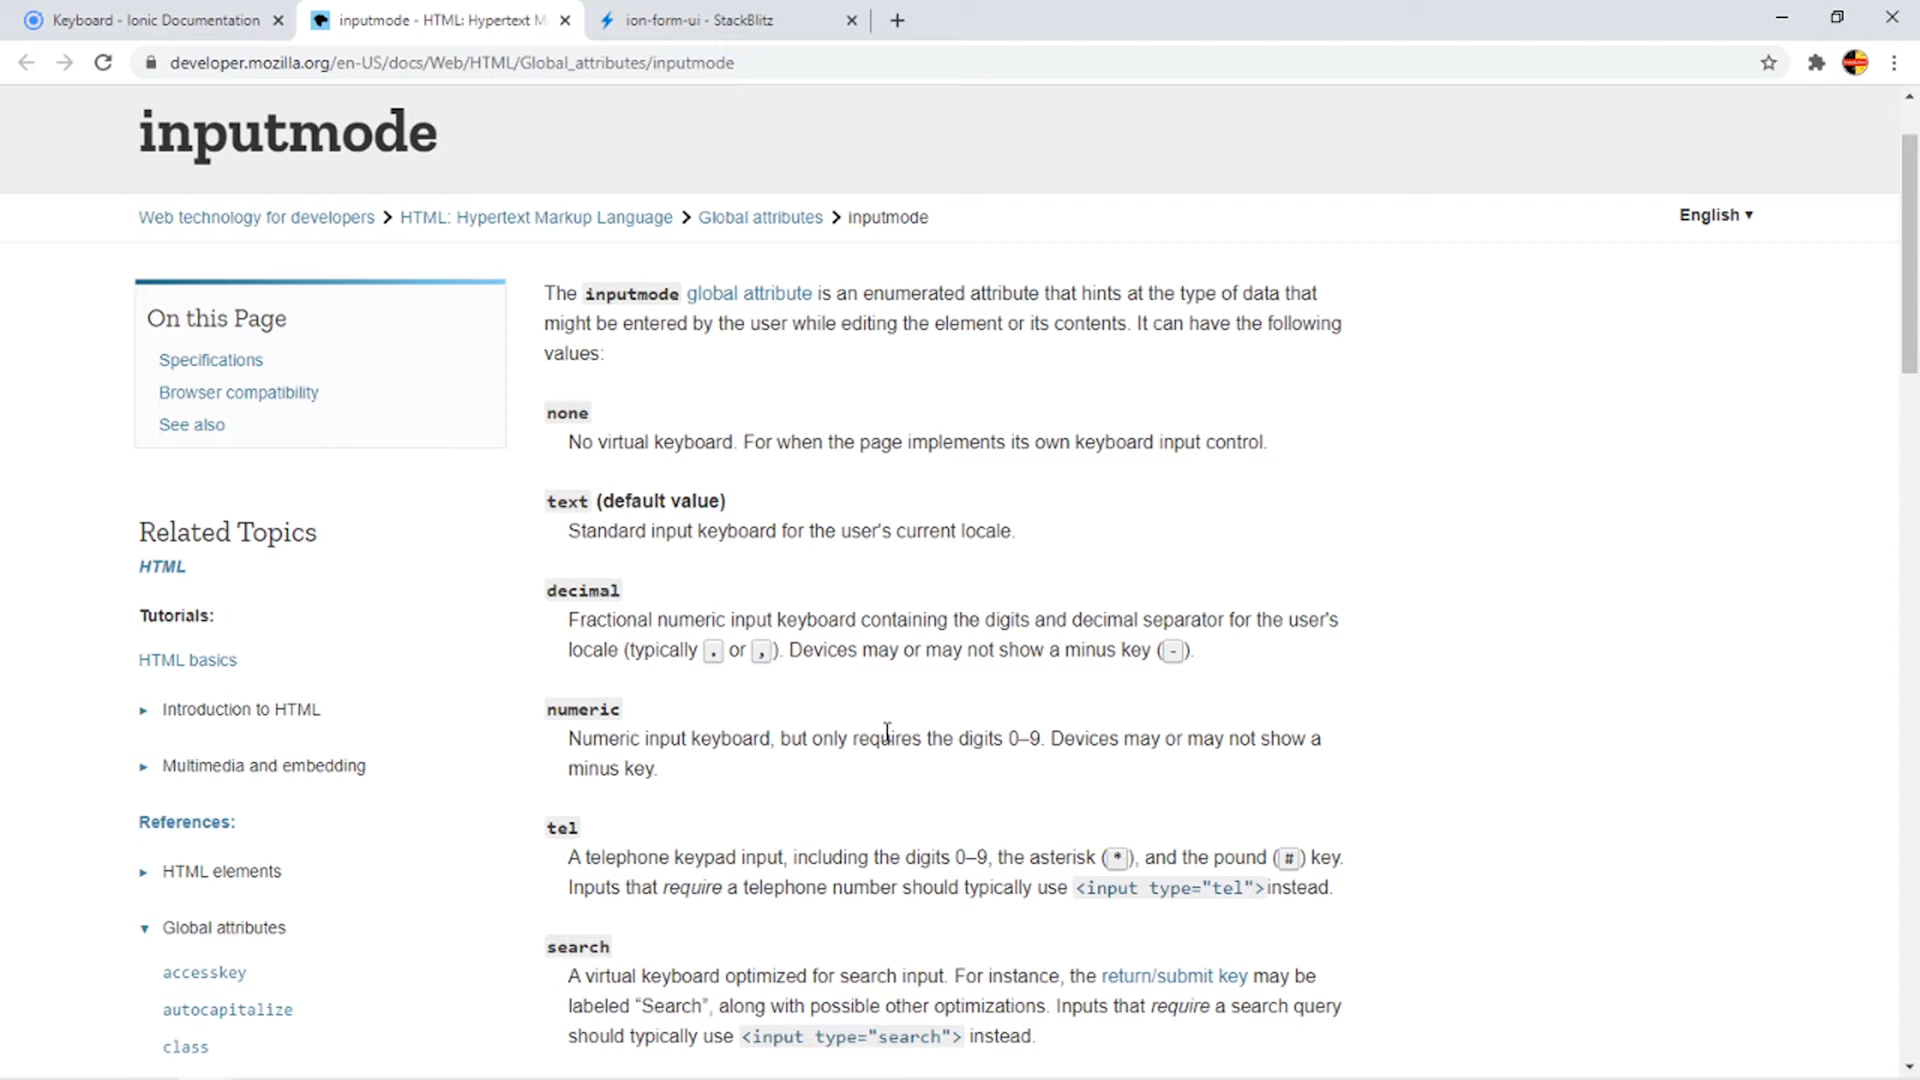 Keyboard - Ionic Documentation
inputmode - HTML: Hypertext M
ion-form-ui - StackBlitz
developer.mozilla.org/en-US/docs/Web/HTML/Global_attributes/inputmode
inputmode
Web technology for developers > HTML: Hypertext Markup Language > Global attributes > inputmode
English ▾
On this Page
Specifications
Browser compatibility
See also
Related Topics
HTML
Tutorials:
HTML basics
▸ Introduction to HTML
▸ Multimedia and embedding
References:
▸ HTML elements
▾ Global attributes
accesskey
autocapitalize
class
The inputmode global attribute is an enumerated attribute that hints at the type of data that
might be entered by the user while editing the element or its contents. It can have the following
values:
none
No virtual keyboard. For when the page implements its own keyboard input control.
text (default value)
Standard input keyboard for the user's current locale.
decimal
Fractional numeric input keyboard containing the digits and decimal separator for the user's
locale (typically . or ,). Devices may or may not show a minus key (-).
numeric
Numeric input keyboard, but only requires the digits 0–9. Devices may or may not show a
minus key.
tel
A telephone keypad input, including the digits 0–9, the asterisk (*), and the pound (#) key.
Inputs that require a telephone number should typically use <input type="tel">instead.
search
A virtual keyboard optimized for search input. For instance, the return/submit key may be
labeled “Search”, along with possible other optimizations. Inputs that require a search query
should typically use <input type="search"> instead.